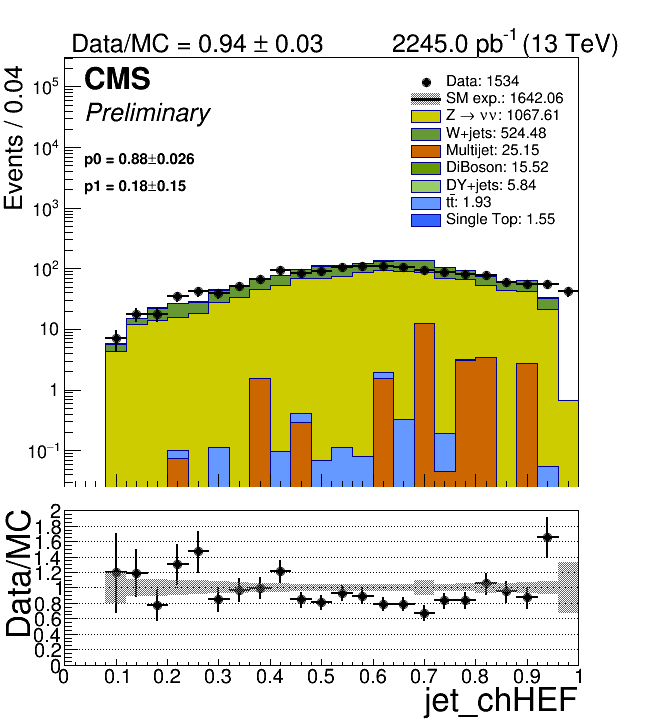 Data/MC = 0.94 ± 0.03 2245.0 pb⁻¹ (13 TeV)
CMS
Preliminary
p0 = 0.88±0.026
p1 = 0.18±0.15
Data: 1534
SM exp.: 1642.06
Z → νν: 1067.61
W+jets: 524.48
Multijet: 25.15
DiBoson: 15.52
DY+jets: 5.84
tt̄: 1.93
Single Top: 1.55
Events / 0.04
10⁵
10⁴
10³
10²
10
1
10⁻¹
Data/MC
2
1.8
1.6
1.4
1.2
1
0.8
0.6
0.4
0.2
0
0 0.1 0.2 0.3 0.4 0.5 0.6 0.7 0.8 0.9 1
jet_chHEF